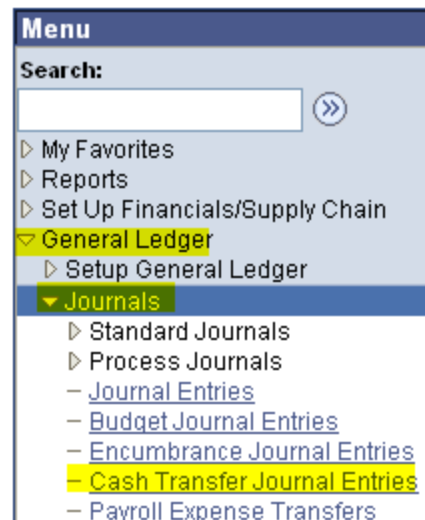 Menu
Search:
My Favorites
Reports
Set Up Financials/Supply Chain
General Ledger
Setup General Ledger
Journals
Standard Journals
Process Journals
– Journal Entries
– Budget Journal Entries
– Encumbrance Journal Entries
– Cash Transfer Journal Entries
– Payroll Expense Transfers